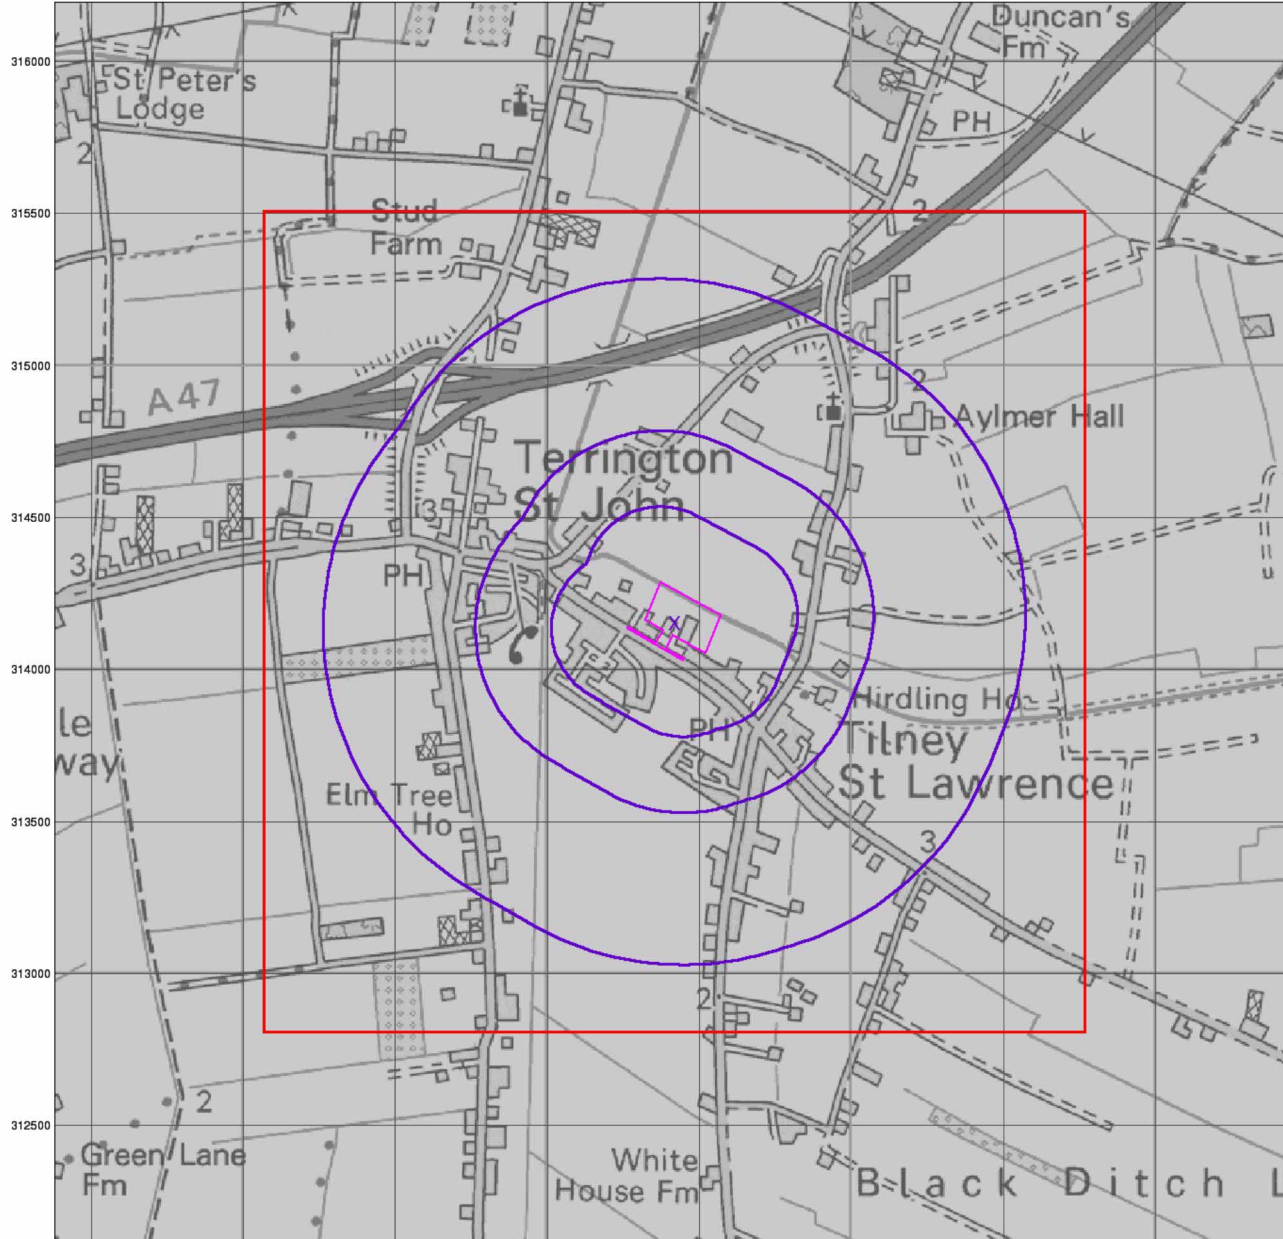 Duncan's
Fm
316000
St Peter's
Lodge
PH
2
315500
Stud
Farm
2
315000
A47
2
Aylmer Hall
Terrington
St John
314500
3
3
PH
X
314000
Hirdling Ho
PH
le
way
Tilney
St Lawrence
Elm Tree
Ho
313500
3
313000
2
2
312500
Green Lane
Fm
White
House Fm
Black Ditch L